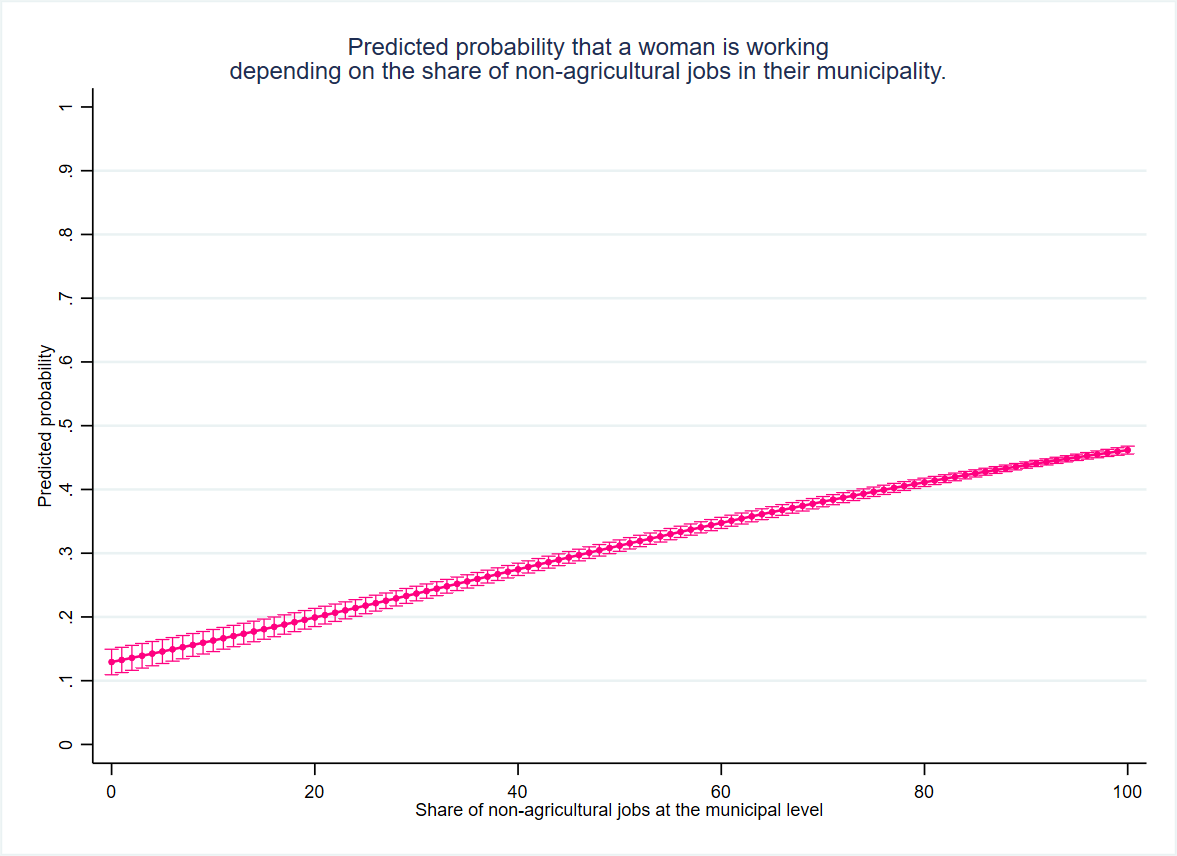 Predicted probability that a woman is working
depending on the share of non-agricultural jobs in their municipality.
Predicted probability
1
.9
.8
.7
.6
.5
.4
.3
.2
.1
0
0 20 40 60 80 100
Share of non-agricultural jobs at the municipal level